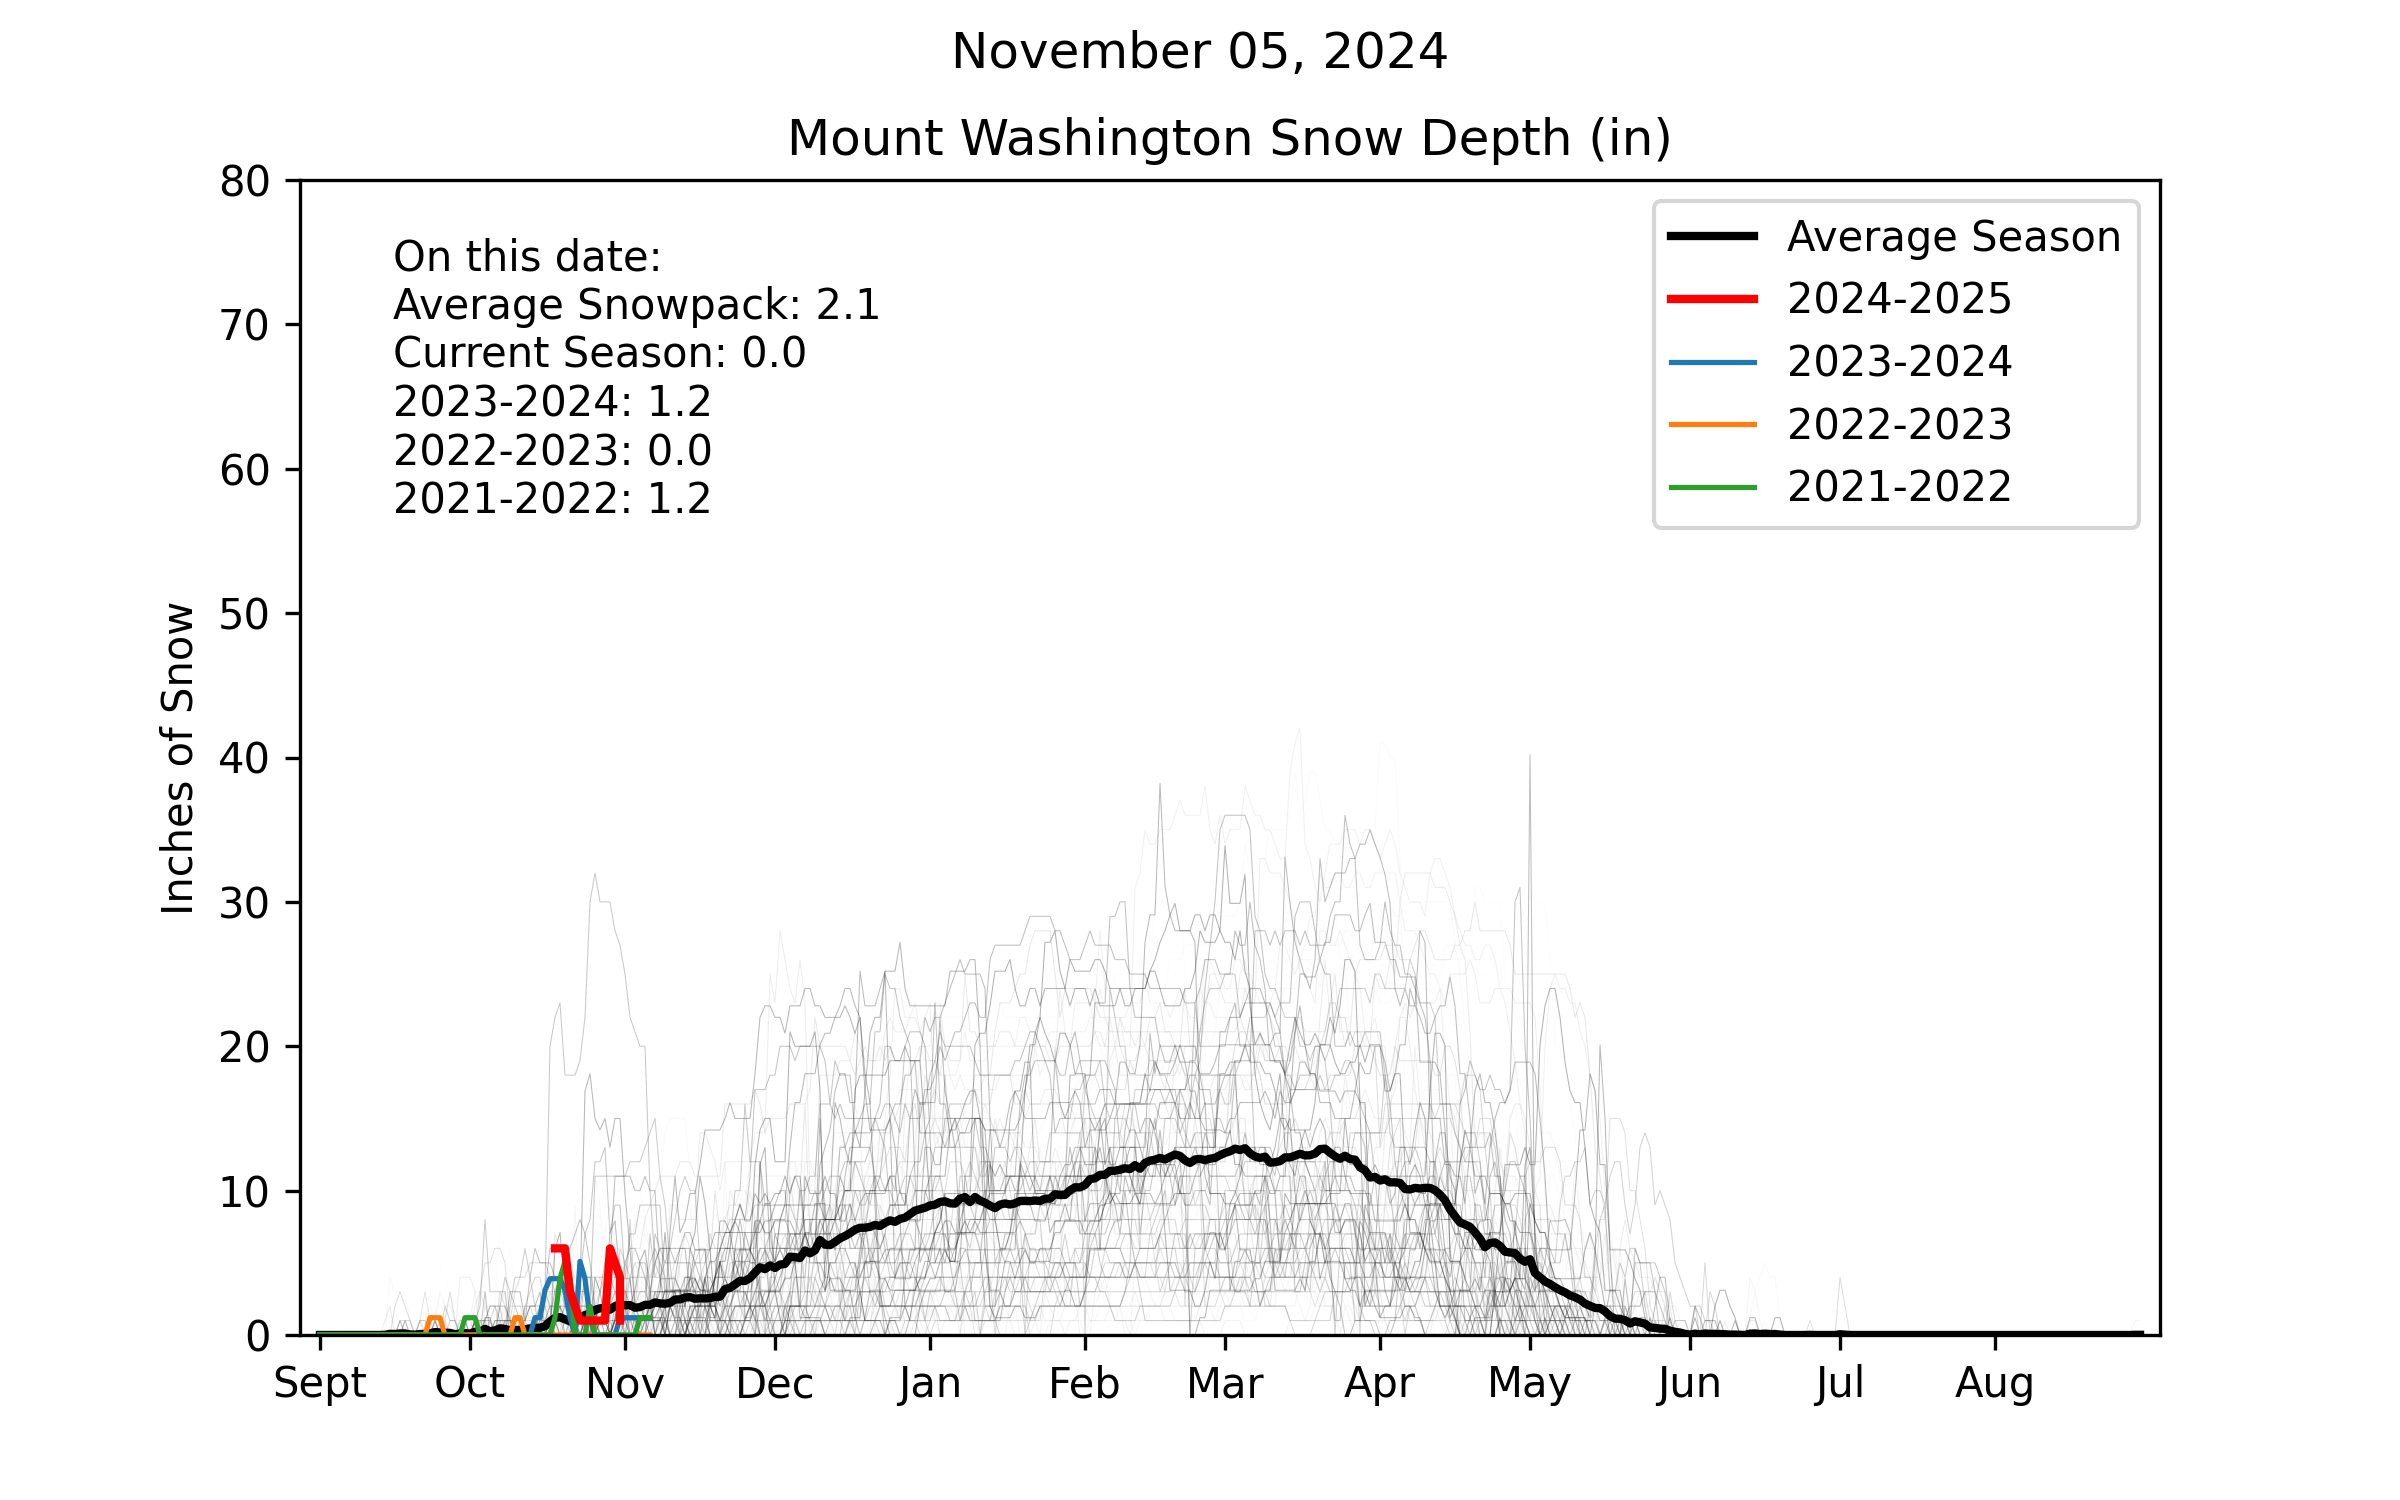 November 05, 2024
Mount Washington Snow Depth (in)
80
70
60
50
40
30
20
10
0
Inches of Snow
On this date:
Average Snowpack: 2.1
Current Season: 0.0
2023-2024: 1.2
2022-2023: 0.0
2021-2022: 1.2
Average Season
2024-2025
2023-2024
2022-2023
2021-2022
Sept Oct Nov Dec Jan Feb Mar Apr May Jun Jul Aug